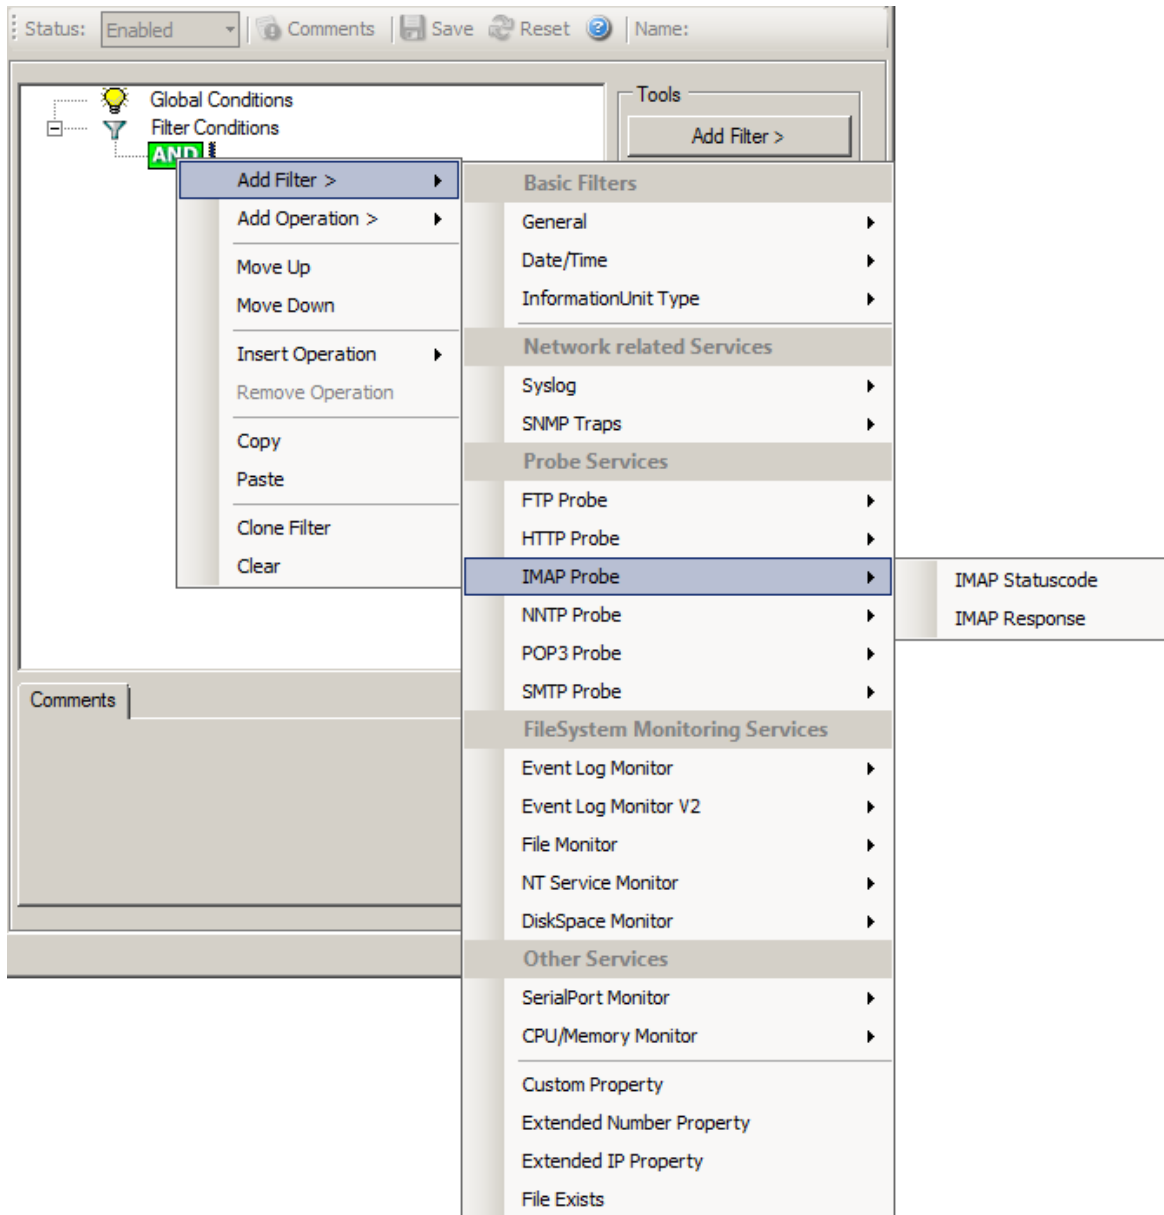 Status: Enabled Comments Save Reset Name:
Global Conditions
Filter Conditions
AND
Tools
Add Filter >
Add Filter >
Add Operation >
Move Up
Move Down
Insert Operation
Remove Operation
Copy
Paste
Clone Filter
Clear
Basic Filters
General
Date/Time
InformationUnit Type
Network related Services
Syslog
SNMP Traps
Probe Services
FTP Probe
HTTP Probe
IMAP Probe
NNTP Probe
POP3 Probe
SMTP Probe
FileSystem Monitoring Services
Event Log Monitor
Event Log Monitor V2
File Monitor
NT Service Monitor
DiskSpace Monitor
Other Services
SerialPort Monitor
CPU/Memory Monitor
Custom Property
Extended Number Property
Extended IP Property
File Exists
IMAP Statuscode
IMAP Response
Comments